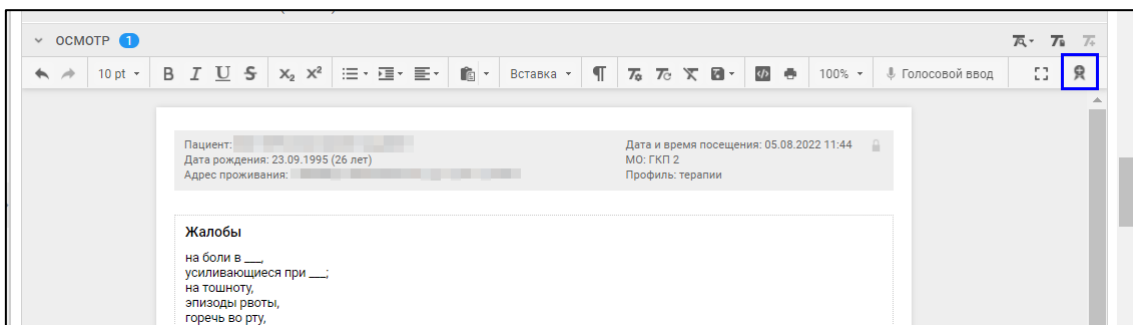 ОСМОТР 1
10 pt B I U S X₂ X² Вставка ¶ 100% Голосовой ввод
Пациент:
Дата рождения: 23.09.1995 (26 лет)
Адрес проживания:
Дата и время посещения: 05.08.2022 11:44
МО: ГКП 2
Профиль: терапии
Жалобы
на боли в ___,
усиливающиеся при ___;
на тошноту,
эпизоды рвоты,
горечь во рту,